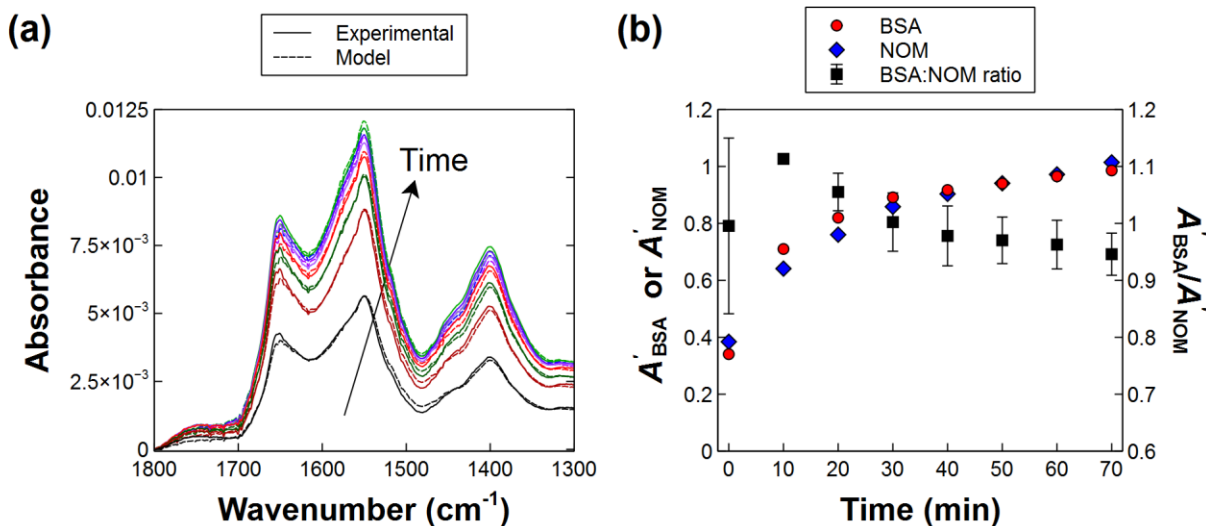 (a)
Experimental
Model
0.0125
0.01
7.5×10⁻³
5×10⁻³
2.5×10⁻³
0
Absorbance
Time
1800 1700 1600 1500 1400 1300
Wavenumber (cm⁻¹)
(b)
BSA
NOM
BSA:NOM ratio
1.2
1
0.8
0.6
0.4
0.2
0
A′BSA or A′NOM
1.2
1.1
1
0.9
0.8
0.7
0.6
A′BSA/A′NOM
0 10 20 30 40 50 60 70
Time (min)